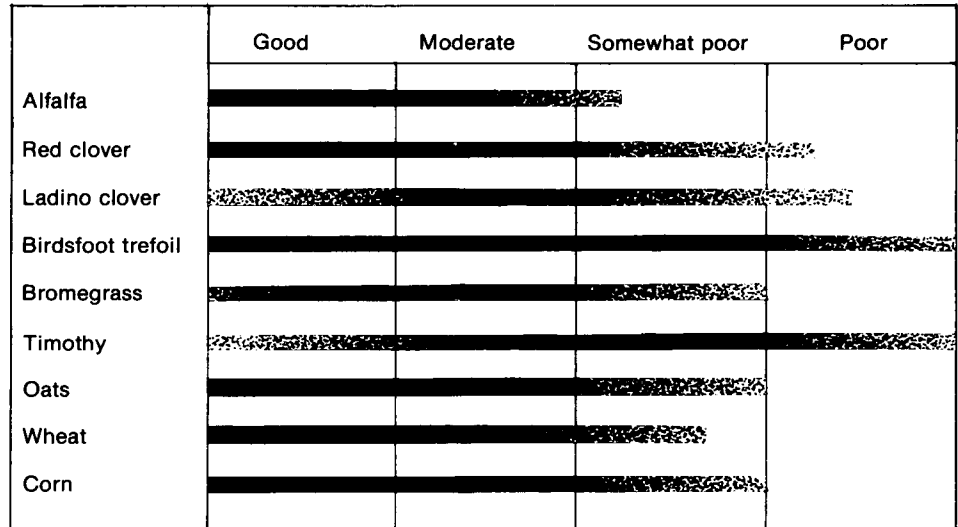 Good Moderate Somewhat poor Poor
Alfalfa
Red clover
Ladino clover
Birdsfoot trefoil
Bromegrass
Timothy
Oats
Wheat
Corn